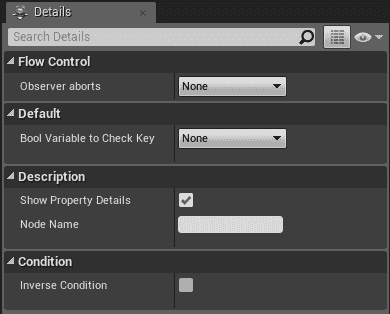 Details
Search Details
Flow Control
Observer aborts None
Default
Bool Variable to Check Key None
Description
Show Property Details
Node Name
Condition
Inverse Condition